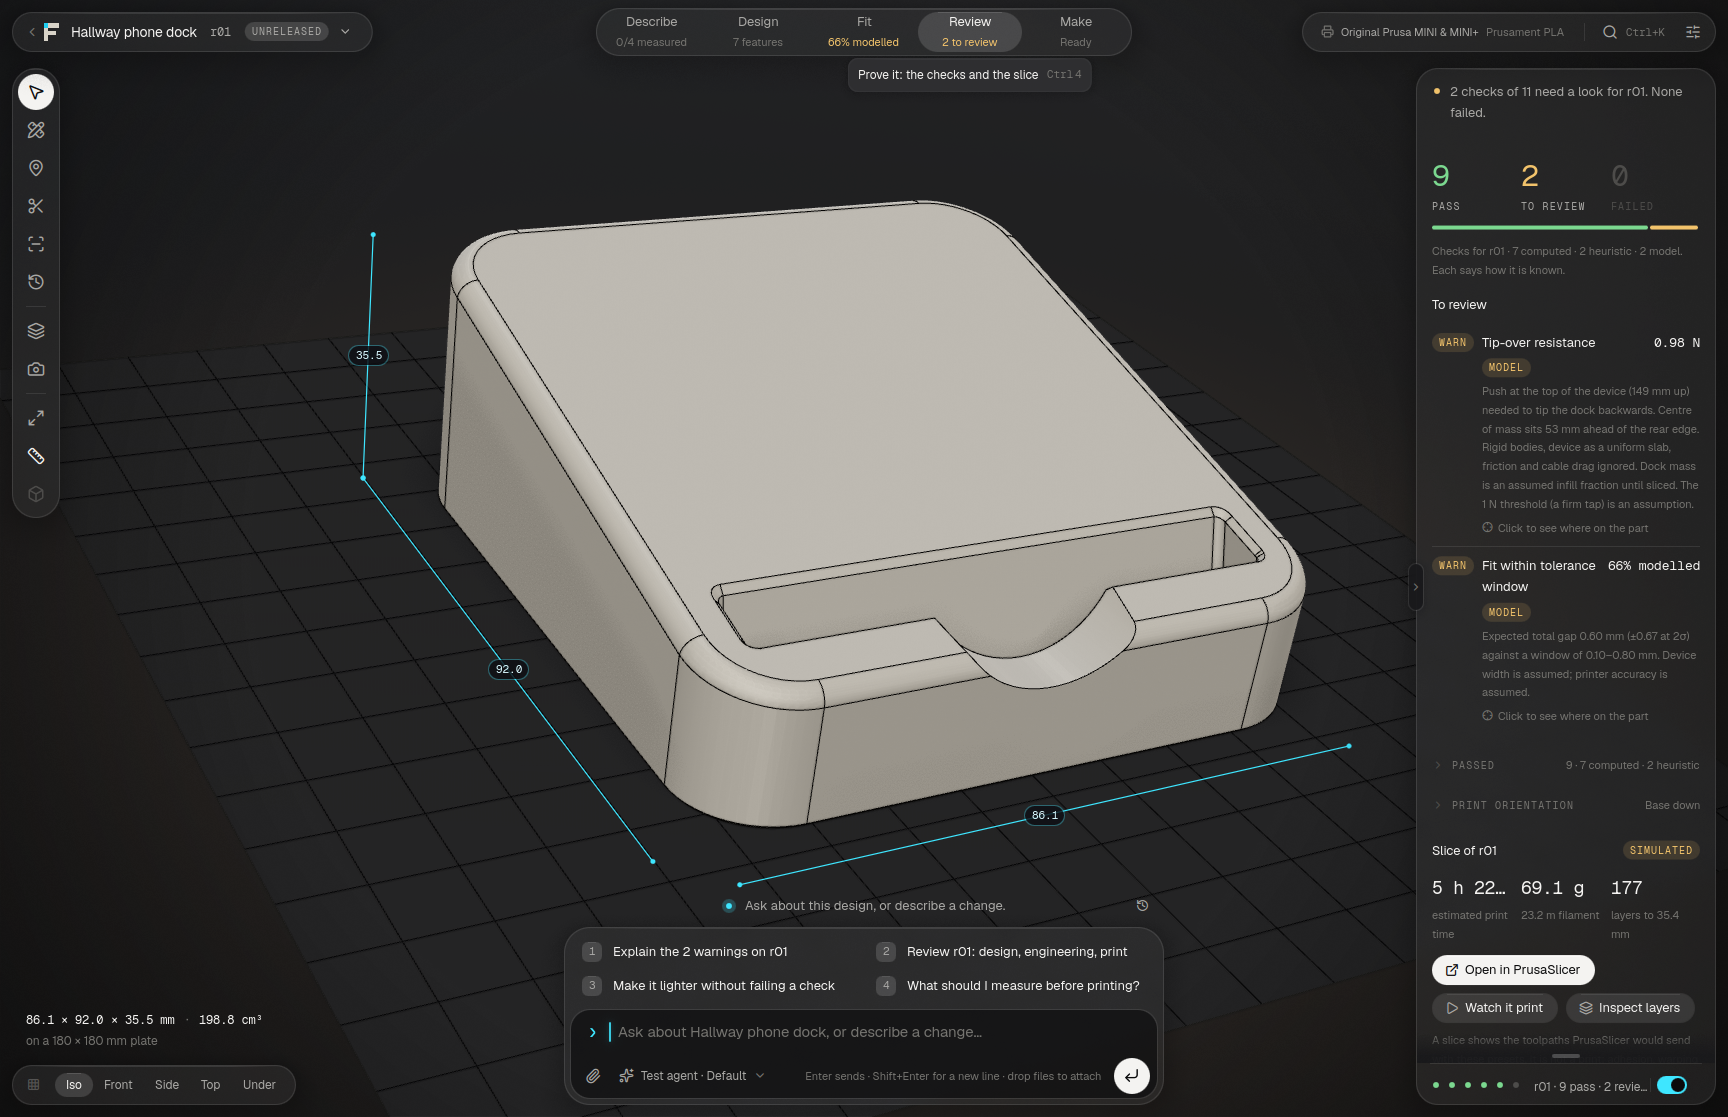 Hallway phone dock r01 UNRELEASED
Describe
0/4 measured
Design
7 features
Fit
66% modelled
Review
2 to review
Make
Ready
Original Prusa MINI & MINI+ Prusament PLA
Ctrl+K
Prove it: the checks and the slice Ctrl 4
35.5
92.0
86.1
2 checks of 11 need a look for r01. None
failed.
9
PASS
2
TO REVIEW
0
FAILED
Checks for r01 · 7 computed · 2 heuristic · 2 model.
Each says how it is known.
To review
WARN Tip-over resistance 0.98 N
MODEL
Push at the top of the device (149 mm up)
needed to tip the dock backwards. Centre
of mass sits 53 mm ahead of the rear edge.
Rigid bodies, device as a uniform slab,
friction and cable drag ignored. Dock mass
is an assumed infill fraction until sliced. The
1 N threshold (a firm tap) is an assumption.
Click to see where on the part
WARN Fit within tolerance 66% modelled
window
MODEL
Expected total gap 0.60 mm (±0.67 at 2σ)
against a window of 0.10–0.80 mm. Device
width is assumed; printer accuracy is
assumed.
Click to see where on the part
PASSED 9 · 7 computed · 2 heuristic
PRINT ORIENTATION Base down
Slice of r01 SIMULATED
5 h 22…
estimated print
time
69.1 g
23.2 m filament
177
layers to 35.4
mm
Open in PrusaSlicer
Watch it print
Inspect layers
A slice shows the toolpaths PrusaSlicer would send
r01 · 9 pass · 2 revie…
Ask about this design, or describe a change.
1 Explain the 2 warnings on r01
2 Review r01: design, engineering, print
3 Make it lighter without failing a check
4 What should I measure before printing?
Ask about Hallway phone dock, or describe a change…
Test agent · Default
Enter sends · Shift+Enter for a new line · drop files to attach
86.1 × 92.0 × 35.5 mm · 198.8 cm³
on a 180 × 180 mm plate
Iso Front Side Top Under